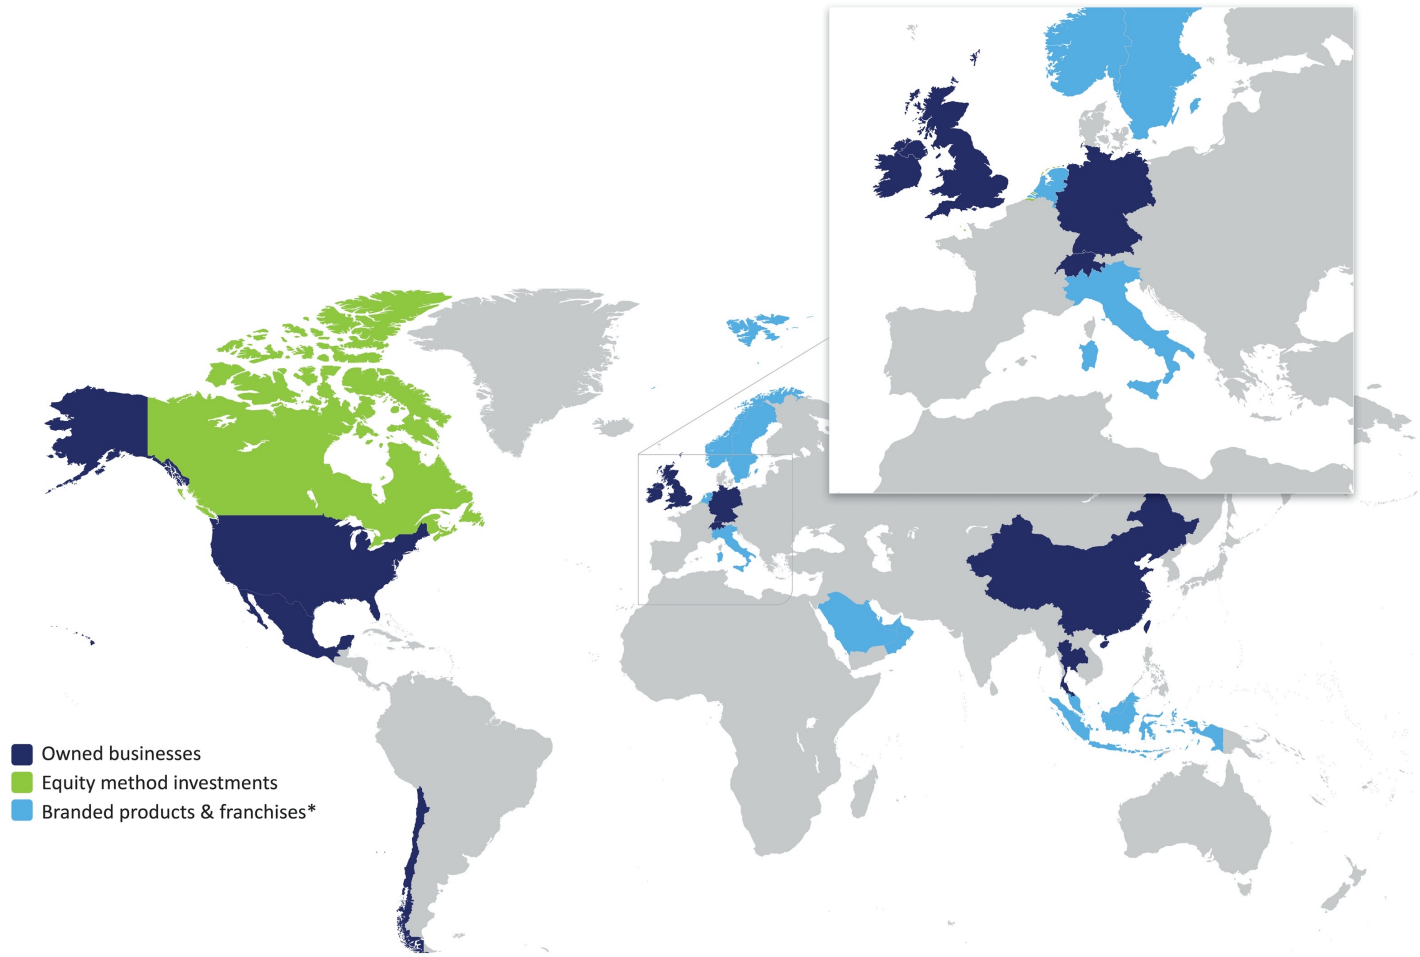 Owned businesses
Equity method investments
Branded products & franchises*